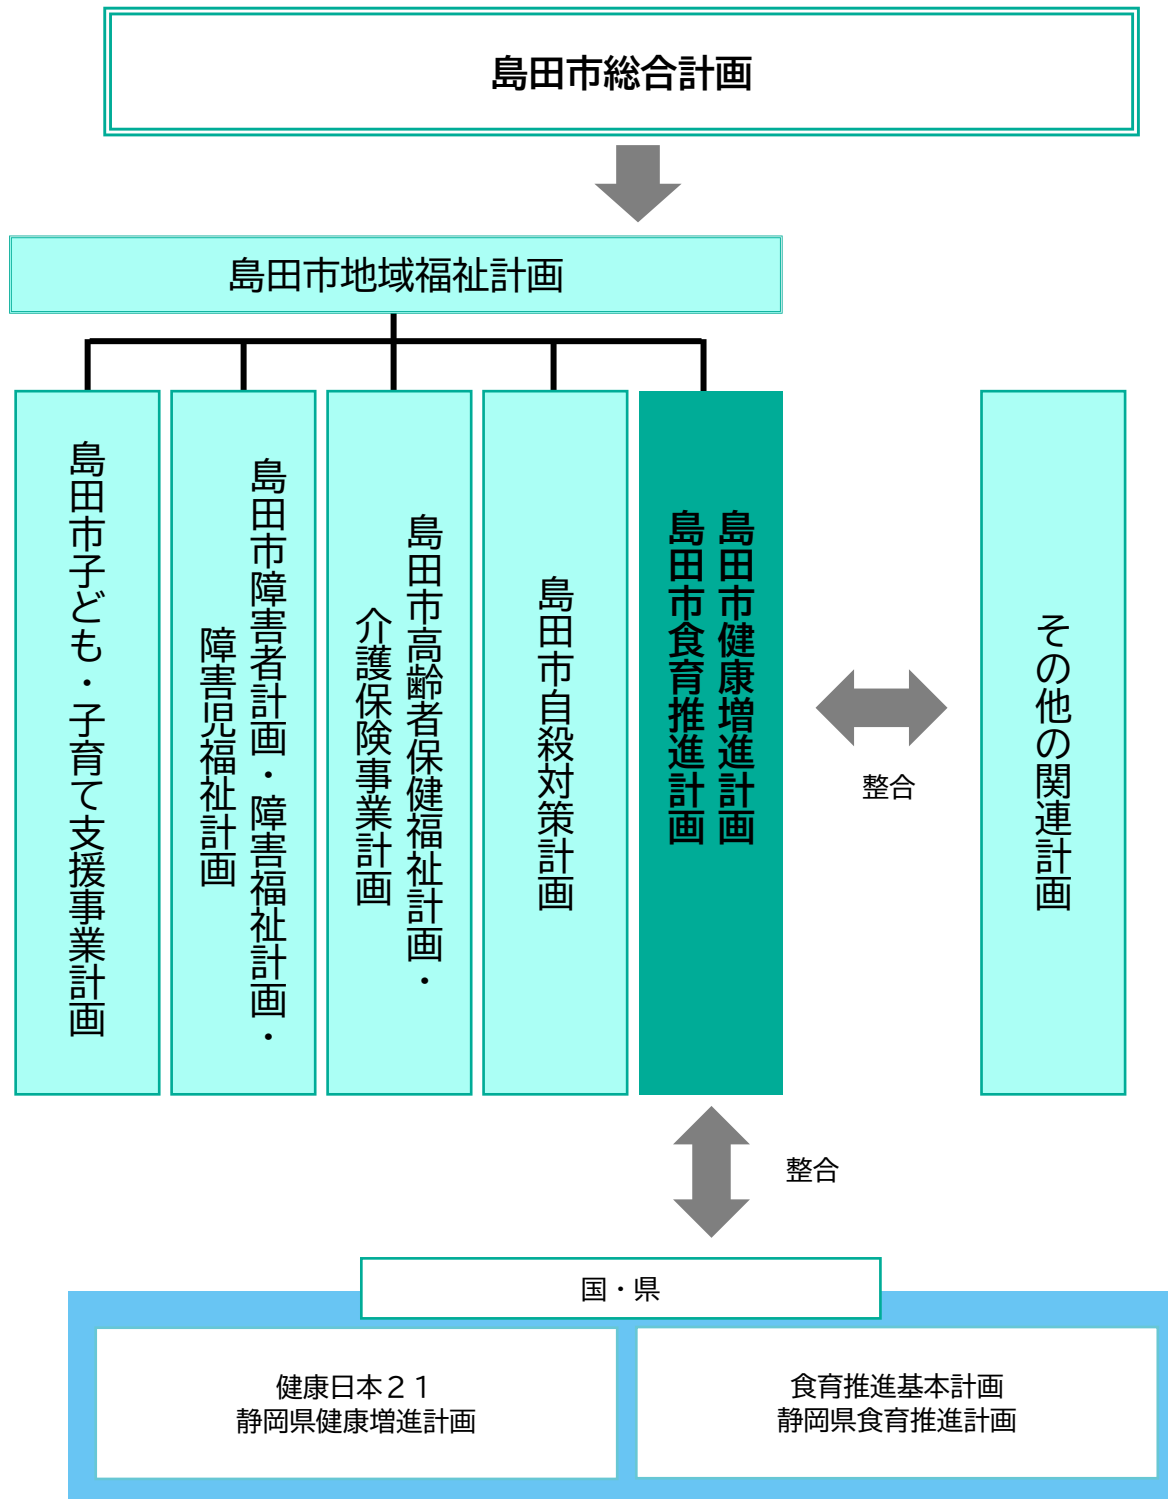 島田市総合計画
島田市地域福祉計画
島田市子ども・子育て支援事業計画
島田市障害者計画・障害福祉計画・
障害児福祉計画
島田市高齢者保健福祉計画・
介護保険事業計画
島田市自殺対策計画
島田市健康増進計画
島田市食育推進計画
整合
その他の関連計画
整合
国・県
健康日本２１
静岡県健康増進計画
食育推進基本計画
静岡県食育推進計画